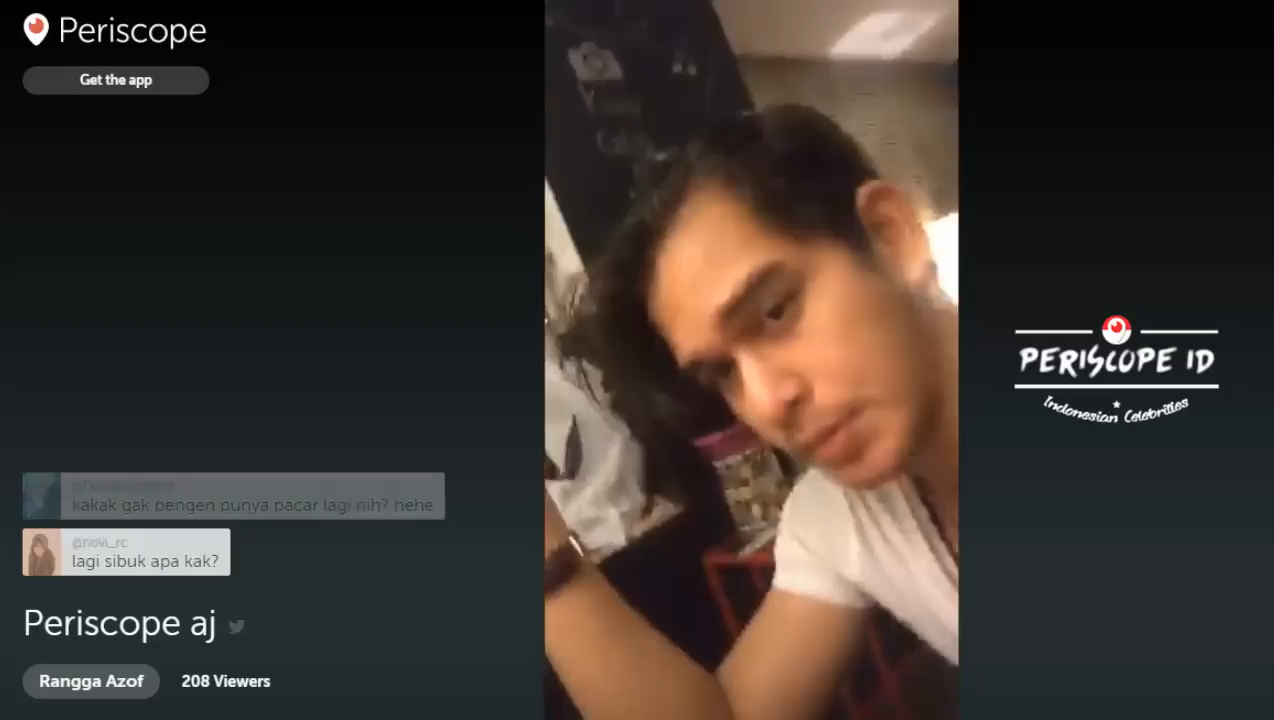 Periscope
Get the app
kakak gak pengen punya pacar lagi nih? hehe
@novi_rc
lagi sibuk apa kak?
Periscope aj
Rangga Azof
208 Viewers
PERISCOPE ID
Indonesian Celebrities